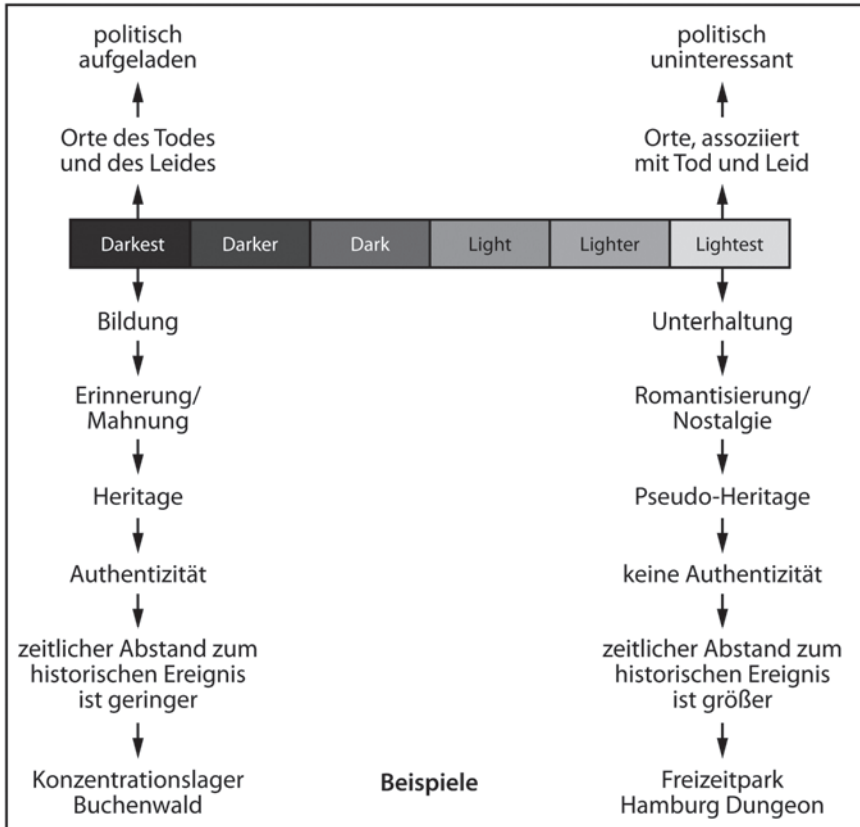 politisch
aufgeladen
politisch
uninteressant
Orte des Todes
und des Leides
Orte, assoziiert
mit Tod und Leid
Darkest Darker Dark Light Lighter Lightest
Bildung
Unterhaltung
Erinnerung/
Mahnung
Romantisierung/
Nostalgie
Heritage
Pseudo-Heritage
Authentizität
keine Authentizität
zeitlicher Abstand zum
historischen Ereignis
ist geringer
zeitlicher Abstand zum
historischen Ereignis
ist größer
Konzentrationslager
Buchenwald
Beispiele
Freizeitpark
Hamburg Dungeon